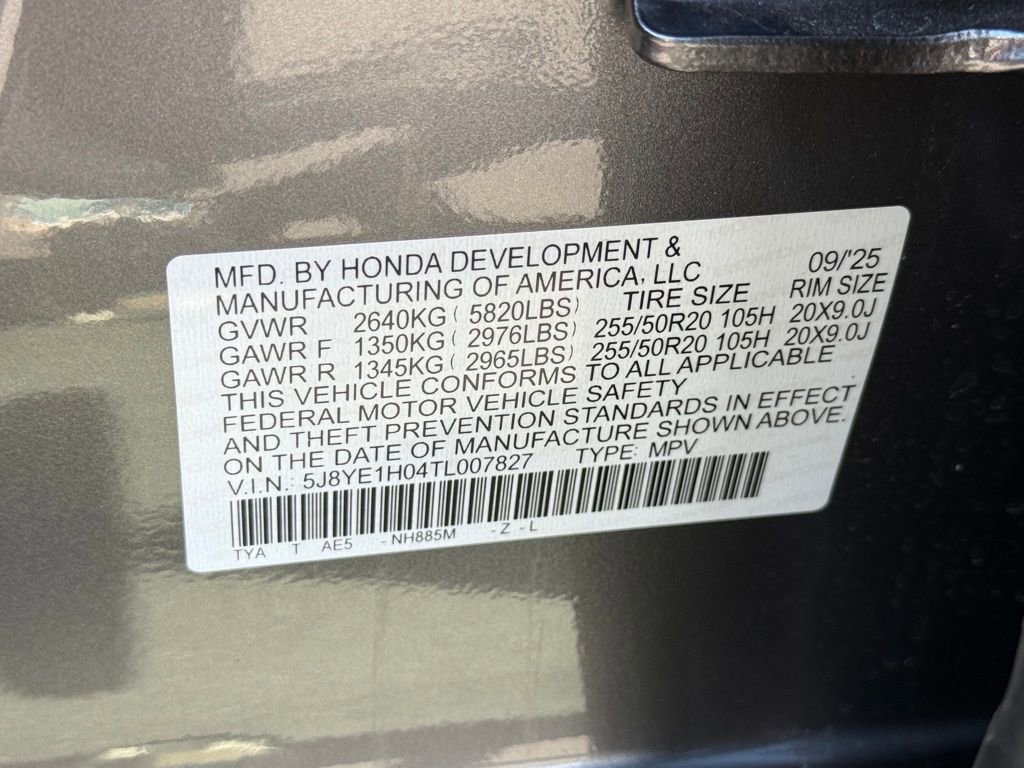 MFD. BY HONDA DEVELOPMENT & 09/'25
MANUFACTURING OF AMERICA, LLC RIM SIZE
GVWR 2640KG ( 5820LBS) TIRE SIZE
GAWR F 1350KG ( 2976LBS) 255/50R20 105H 20X9.0J
GAWR R 1345KG ( 2965LBS) 255/50R20 105H 20X9.0J
THIS VEHICLE CONFORMS TO ALL APPLICABLE
FEDERAL MOTOR VEHICLE SAFETY
AND THEFT PREVENTION STANDARDS IN EFFECT
ON THE DATE OF MANUFACTURE SHOWN ABOVE.
V.I.N.: 5J8YE1H04TL007827 TYPE: MPV
TYA T AE5 -NH885M -Z -L